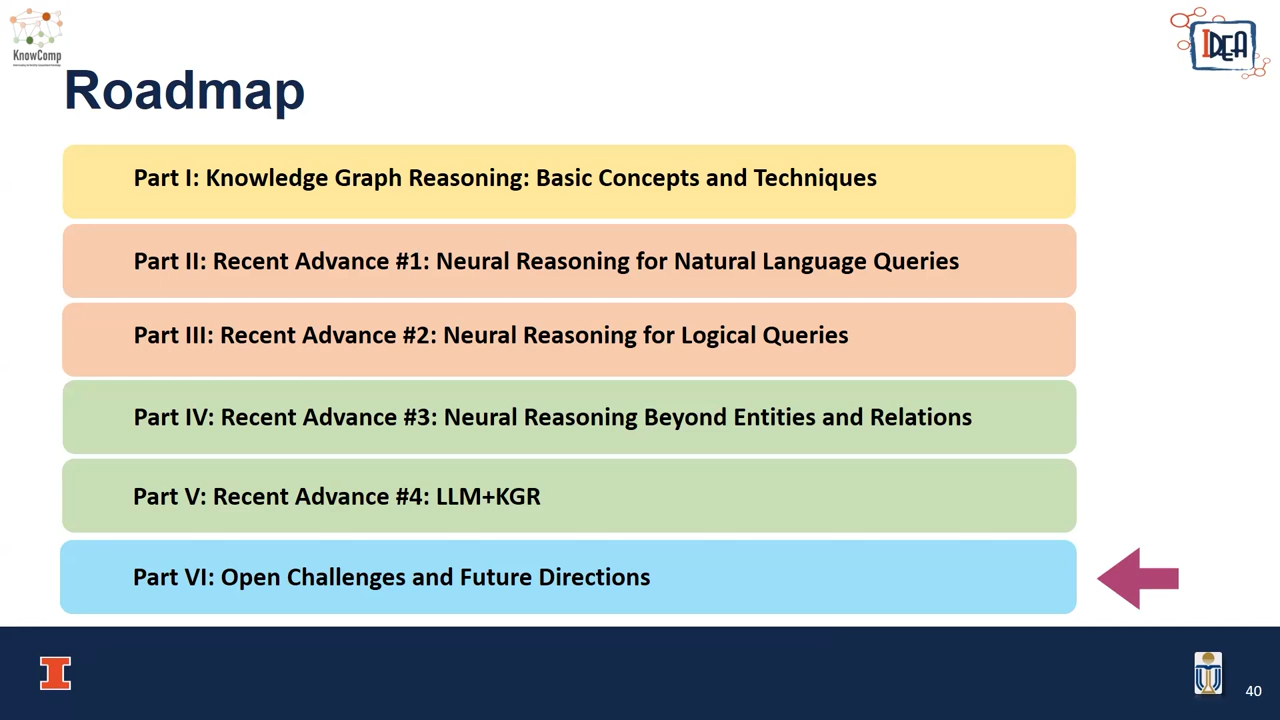 KnowComp
IDEA
Roadmap
Part I: Knowledge Graph Reasoning: Basic Concepts and Techniques
Part II: Recent Advance #1: Neural Reasoning for Natural Language Queries
Part III: Recent Advance #2: Neural Reasoning for Logical Queries
Part IV: Recent Advance #3: Neural Reasoning Beyond Entities and Relations
Part V: Recent Advance #4: LLM+KGR
Part VI: Open Challenges and Future Directions
I
40